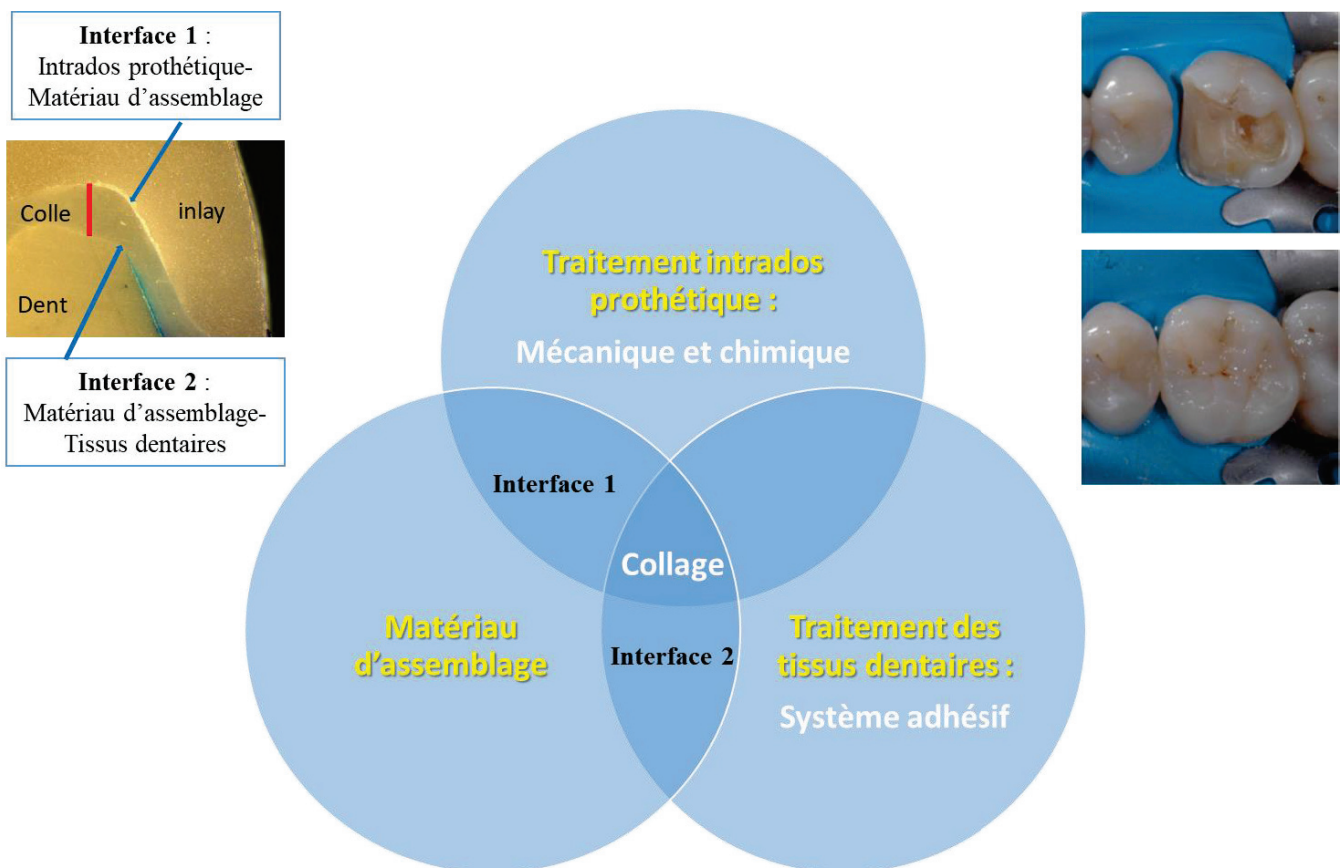 Interface 1 :
Intrados prothétique-
Matériau d'assemblage
Colle
inlay
Dent
Interface 2 :
Matériau d'assemblage-
Tissus dentaires
Traitement intrados
prothétique :
Mécanique et chimique
Interface 1
Collage
Matériau
d’assemblage
Interface 2
Traitement des
tissus dentaires :
Système adhésif